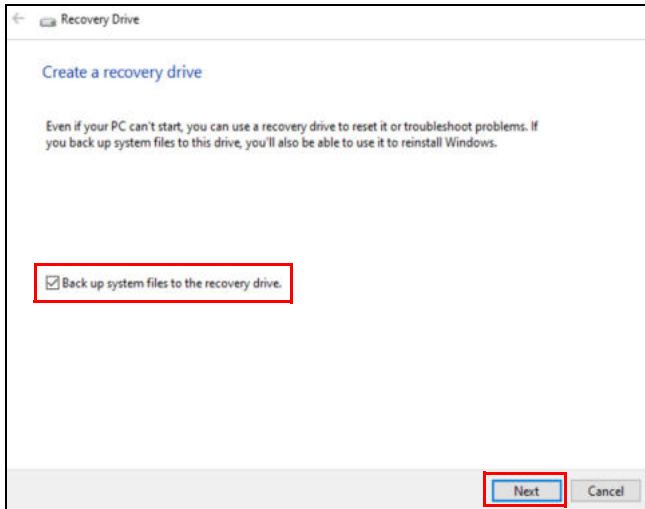 Recovery Drive
Create a recovery drive
Even if your PC can't start, you can use a recovery drive to reset it or troubleshoot problems. If
you back up system files to this drive, you'll also be able to use it to reinstall Windows.
Back up system files to the recovery drive.
Next
Cancel